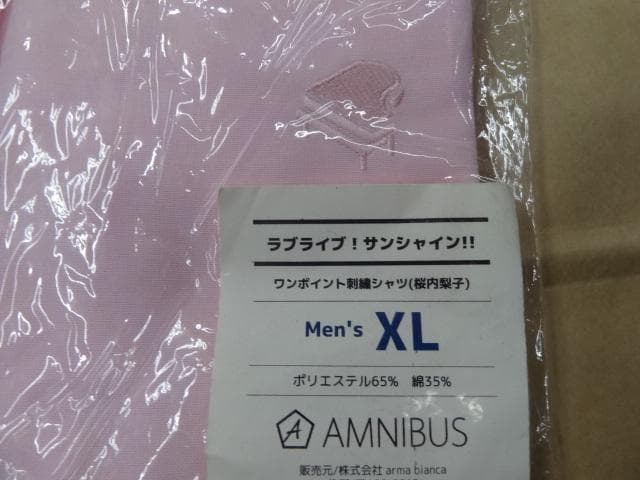 ラブライブ！サンシャイン!!
ワンポイント刺繍シャツ(桜内梨子)
Men's XL
ポリエステル65% 綿35%
A AMNIBUS
販売元/株式会社 arma bianca